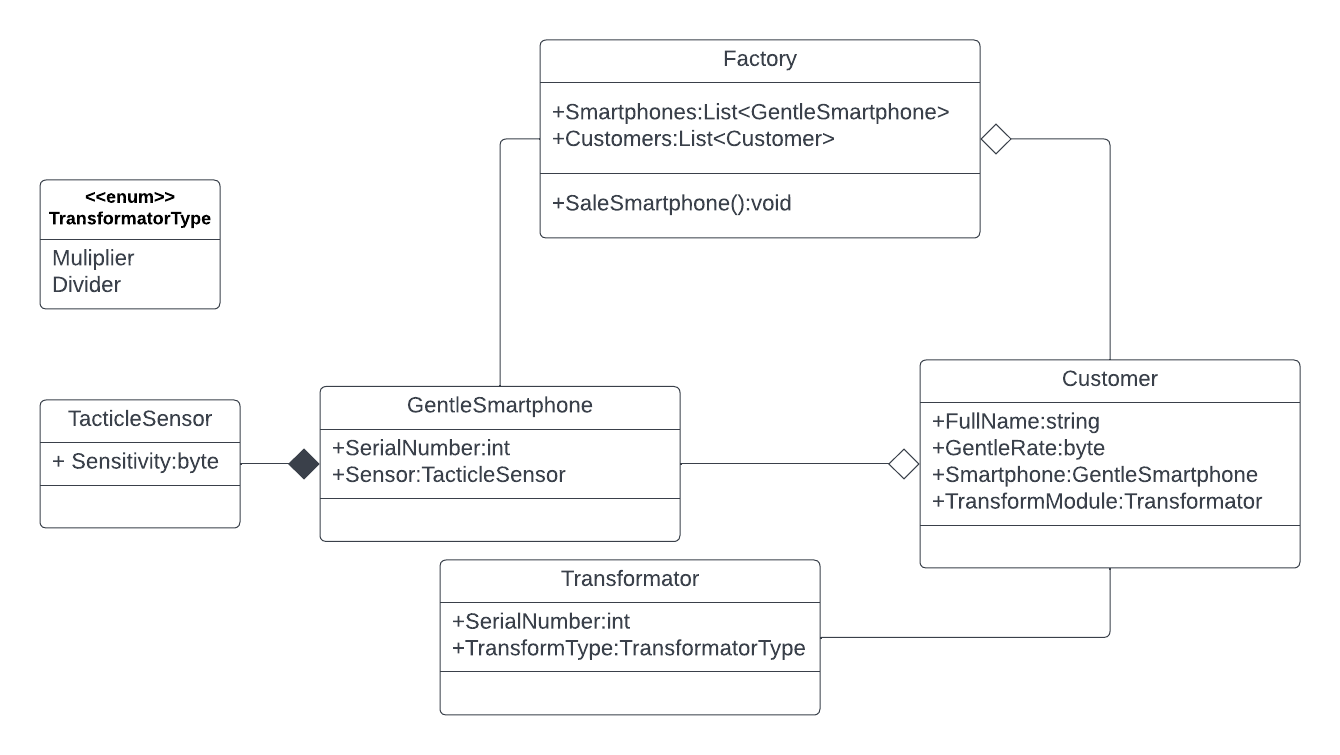 Factory
+Smartphones:List<GentleSmartphone>
+Customers:List<Customer>
+SaleSmartphone():void
<<enum>>
TransformatorType
Muliplier
Divider
TacticleSensor
+ Sensitivity:byte
GentleSmartphone
+SerialNumber:int
+Sensor:TacticleSensor
Customer
+FullName:string
+GentleRate:byte
+Smartphone:GentleSmartphone
+TransformModule:Transformator
Transformator
+SerialNumber:int
+TransformType:TransformatorType